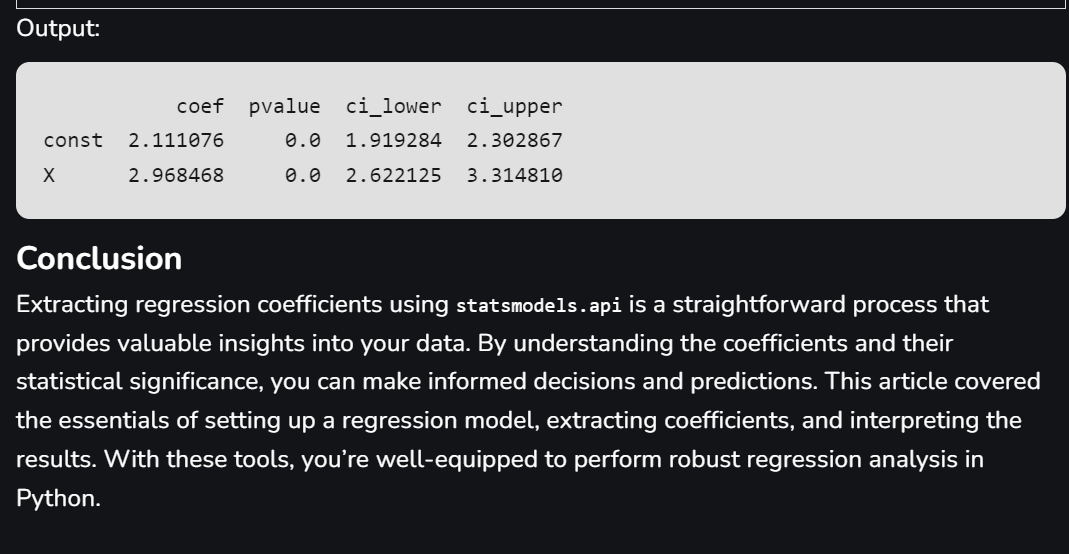 Output:
coef pvalue ci_lower ci_upper
const 2.111076 0.0 1.919284 2.302867
X 2.968468 0.0 2.622125 3.314810
Conclusion
Extracting regression coefficients using statsmodels.api is a straightforward process that
provides valuable insights into your data. By understanding the coefficients and their
statistical significance, you can make informed decisions and predictions. This article covered
the essentials of setting up a regression model, extracting coefficients, and interpreting the
results. With these tools, you’re well-equipped to perform robust regression analysis in
Python.